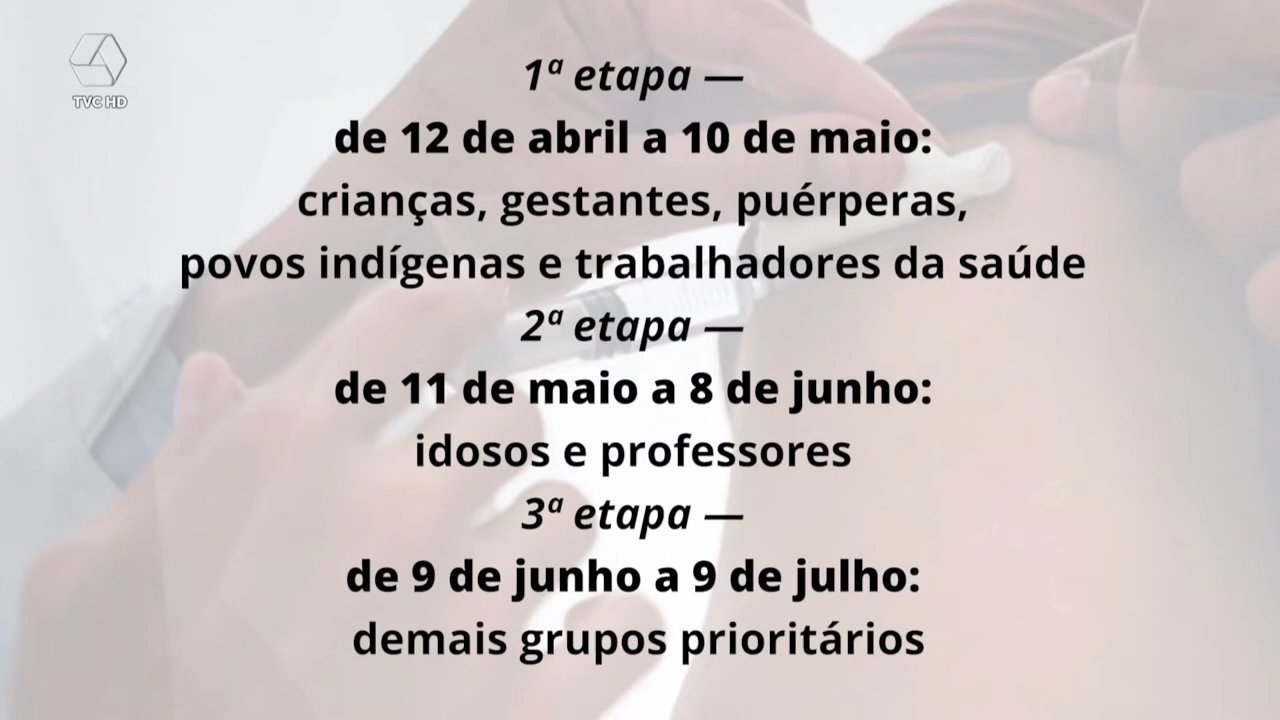 TVC HD
1ª etapa —
de 12 de abril a 10 de maio:
crianças, gestantes, puérperas,
povos indígenas e trabalhadores da saúde
2ª etapa —
de 11 de maio a 8 de junho:
idosos e professores
3ª etapa —
de 9 de junho a 9 de julho:
demais grupos prioritários